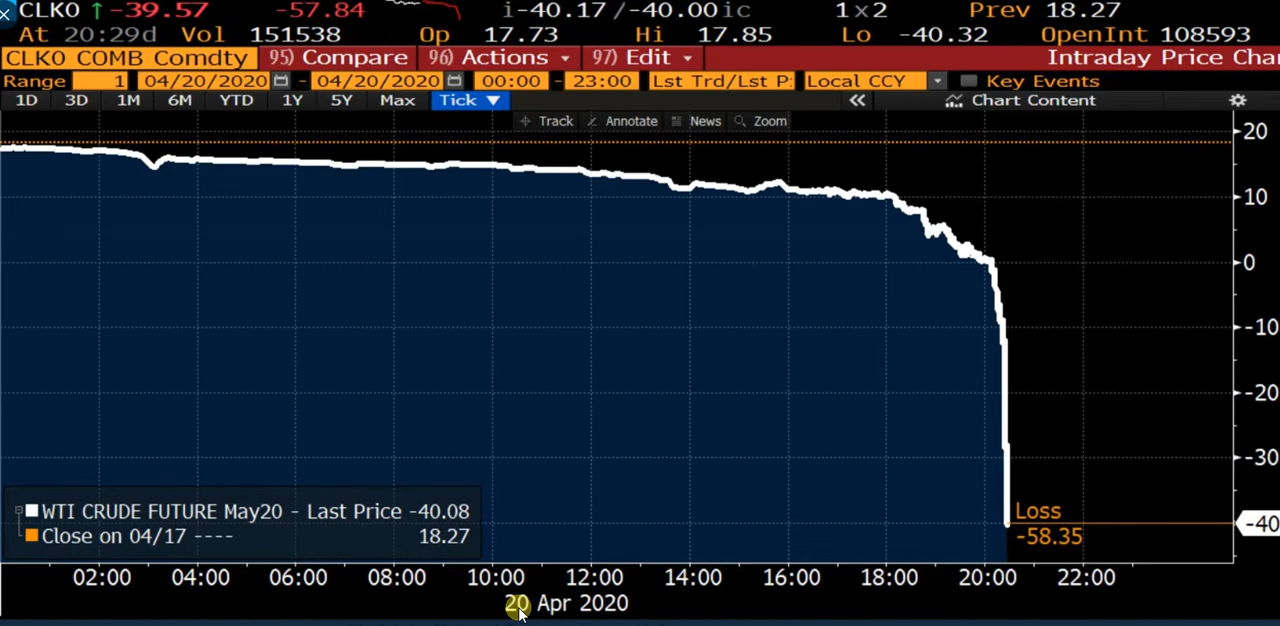 CLK0 ↑ -39.57 -57.84 i-40.17 /-40.00ic 1x2 Prev 18.27
At 20:29d Vol 151538 Op 17.73 Hi 17.85 Lo -40.32 OpenInt 108593
CLK0 COMB Comdty 95) Compare 96) Actions 97) Edit Intraday Price Char
Range 1 04/20/2020 - 04/20/2020 00:00 - 23:00 Lst Trd/Lst P: Local CCY Key Events
1D 3D 1M 6M YTD 1Y 5Y Max Tick ▼ « Chart Content
Track Annotate News Zoom
20
10
0
-10
-20
-30
-40
WTI CRUDE FUTURE May20 - Last Price -40.08
Close on 04/17 ---- 18.27
Loss
-58.35
02:00 04:00 06:00 08:00 10:00 12:00 14:00 16:00 18:00 20:00 22:00
20 Apr 2020